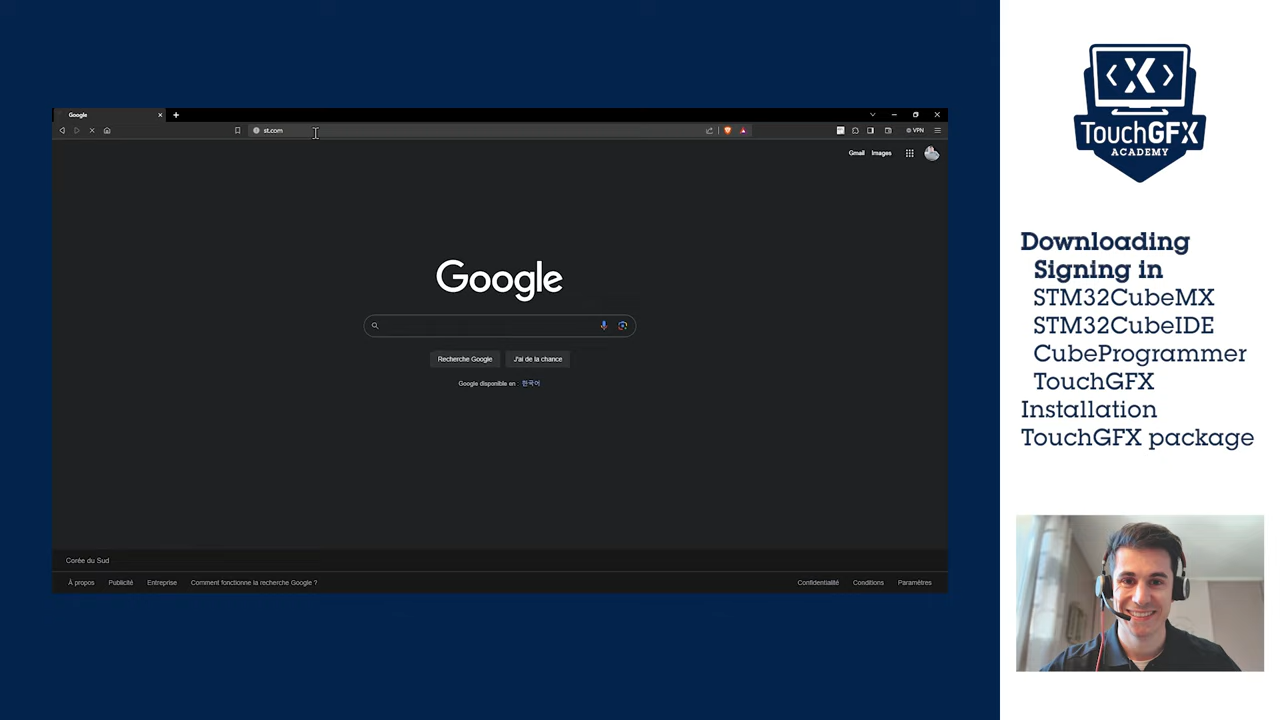 Google
st.com
VPN
Gmail
Images
Google
Recherche Google
J'ai de la chance
Google disponible en : 한국어
Corée du Sud
À propos
Publicité
Entreprise
Comment fonctionne la recherche Google ?
Confidentialité
Conditions
Paramètres
X
TouchGFX
ACADEMY
Downloading
Signing in
STM32CubeMX
STM32CubeIDE
CubeProgrammer
TouchGFX
Installation
TouchGFX package